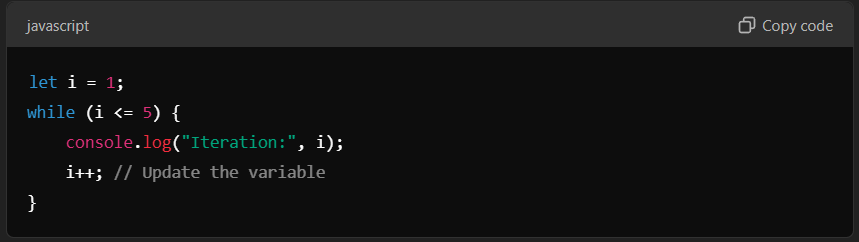 javascript
Copy code
let i = 1;
while (i <= 5) {
    console.log("Iteration:", i);
    i++; // Update the variable
}